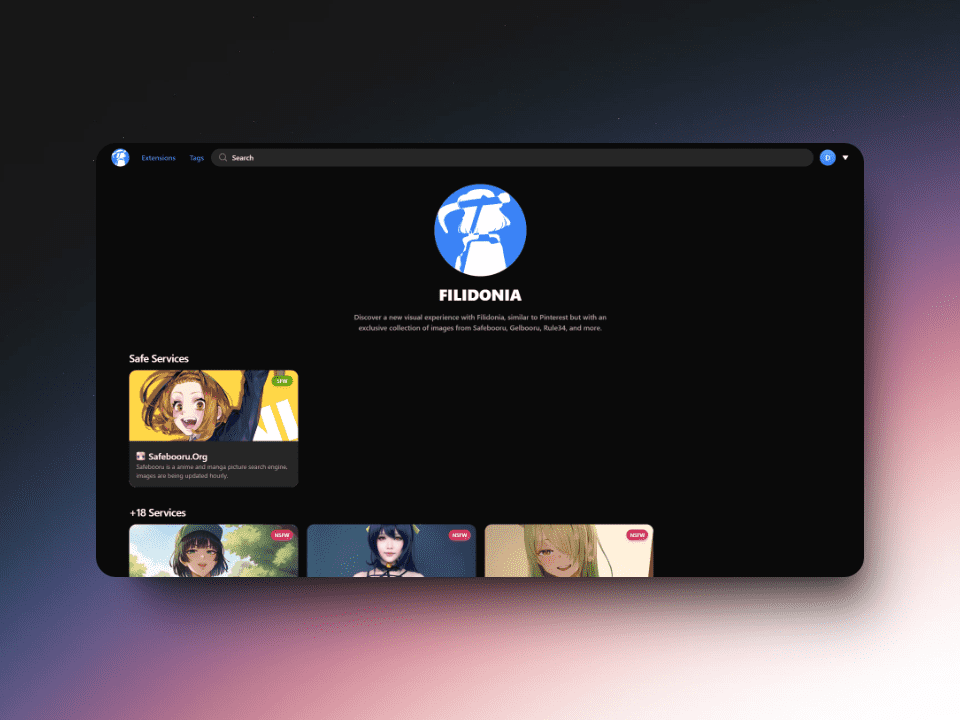 Extensions Tags Search D
FILIDONIA
Discover a new visual experience with Filidonia, similar to Pinterest but with an
exclusive collection of images from Safebooru, Gelbooru, Rule34, and more.
Safe Services
SFW
Safebooru.Org
Safebooru is a anime and manga picture search engine,
images are being updated hourly.
+18 Services
NSFW NSFW NSFW